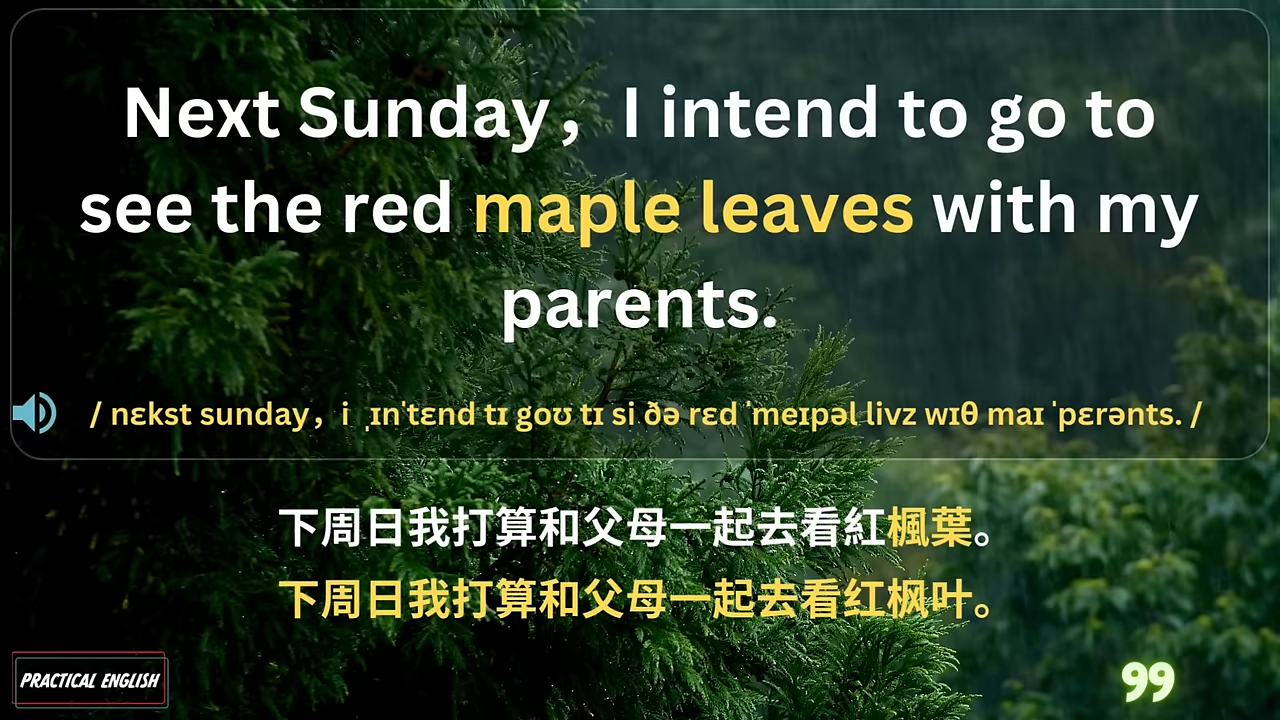 Next Sunday，I intend to go to
see the red maple leaves with my
parents.
/ nɛkst sunday，i ˌɪnˈtɛnd tɪ goʊ tɪ si ðə rɛd ˈmeɪpəl livz wɪθ maɪ ˈpɛrənts. /
下周日我打算和父母一起去看紅楓葉。
下周日我打算和父母一起去看红枫叶。
PRACTICAL ENGLISH
99